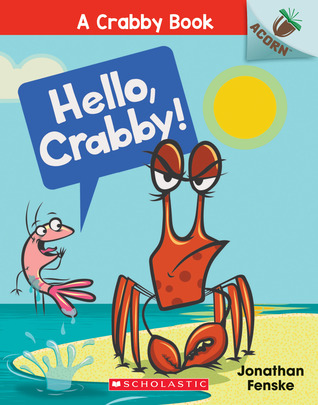 A Crabby Book
ACORN
Hello,
Crabby!
Jonathan
Fenske
SCHOLASTIC